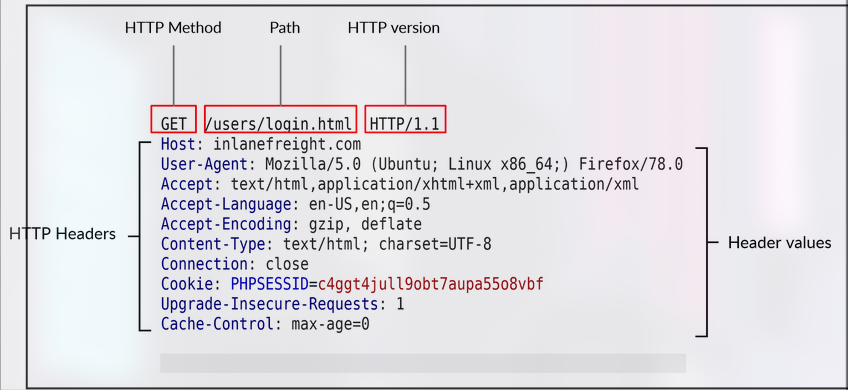 HTTP Method Path HTTP version
GET /users/login.html HTTP/1.1
Host: inlanefreight.com
User-Agent: Mozilla/5.0 (Ubuntu; Linux x86_64;) Firefox/78.0
Accept: text/html,application/xhtml+xml,application/xml
Accept-Language: en-US,en;q=0.5
Accept-Encoding: gzip, deflate
HTTP Headers
Content-Type: text/html; charset=UTF-8
Header values
Connection: close
Cookie: PHPSESSID=c4ggt4jull9obt7aupa55o8vbf
Upgrade-Insecure-Requests: 1
Cache-Control: max-age=0